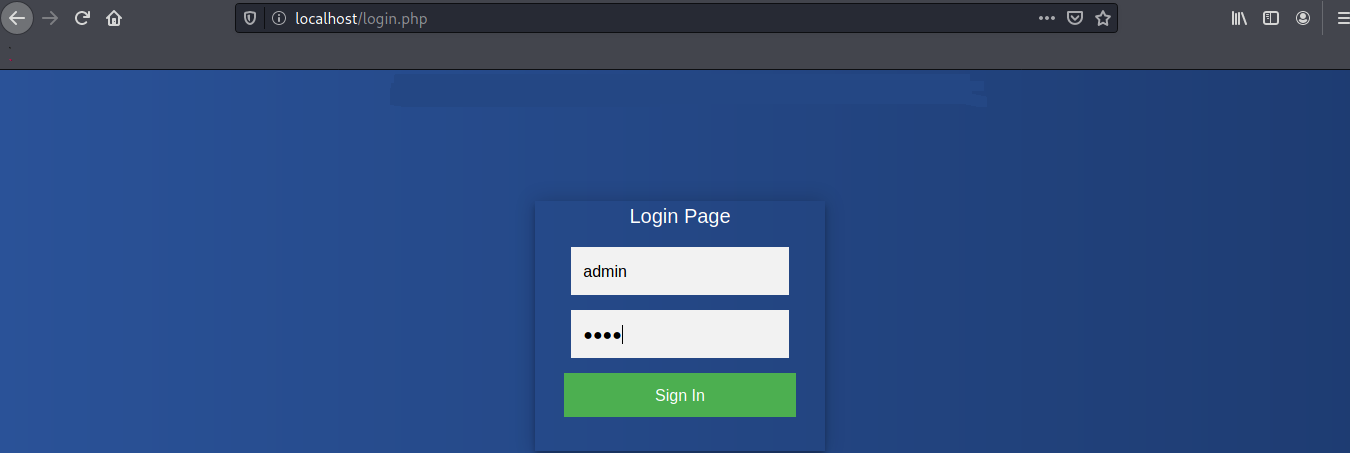 localhost/login.php
Login Page
admin
••••
Sign In